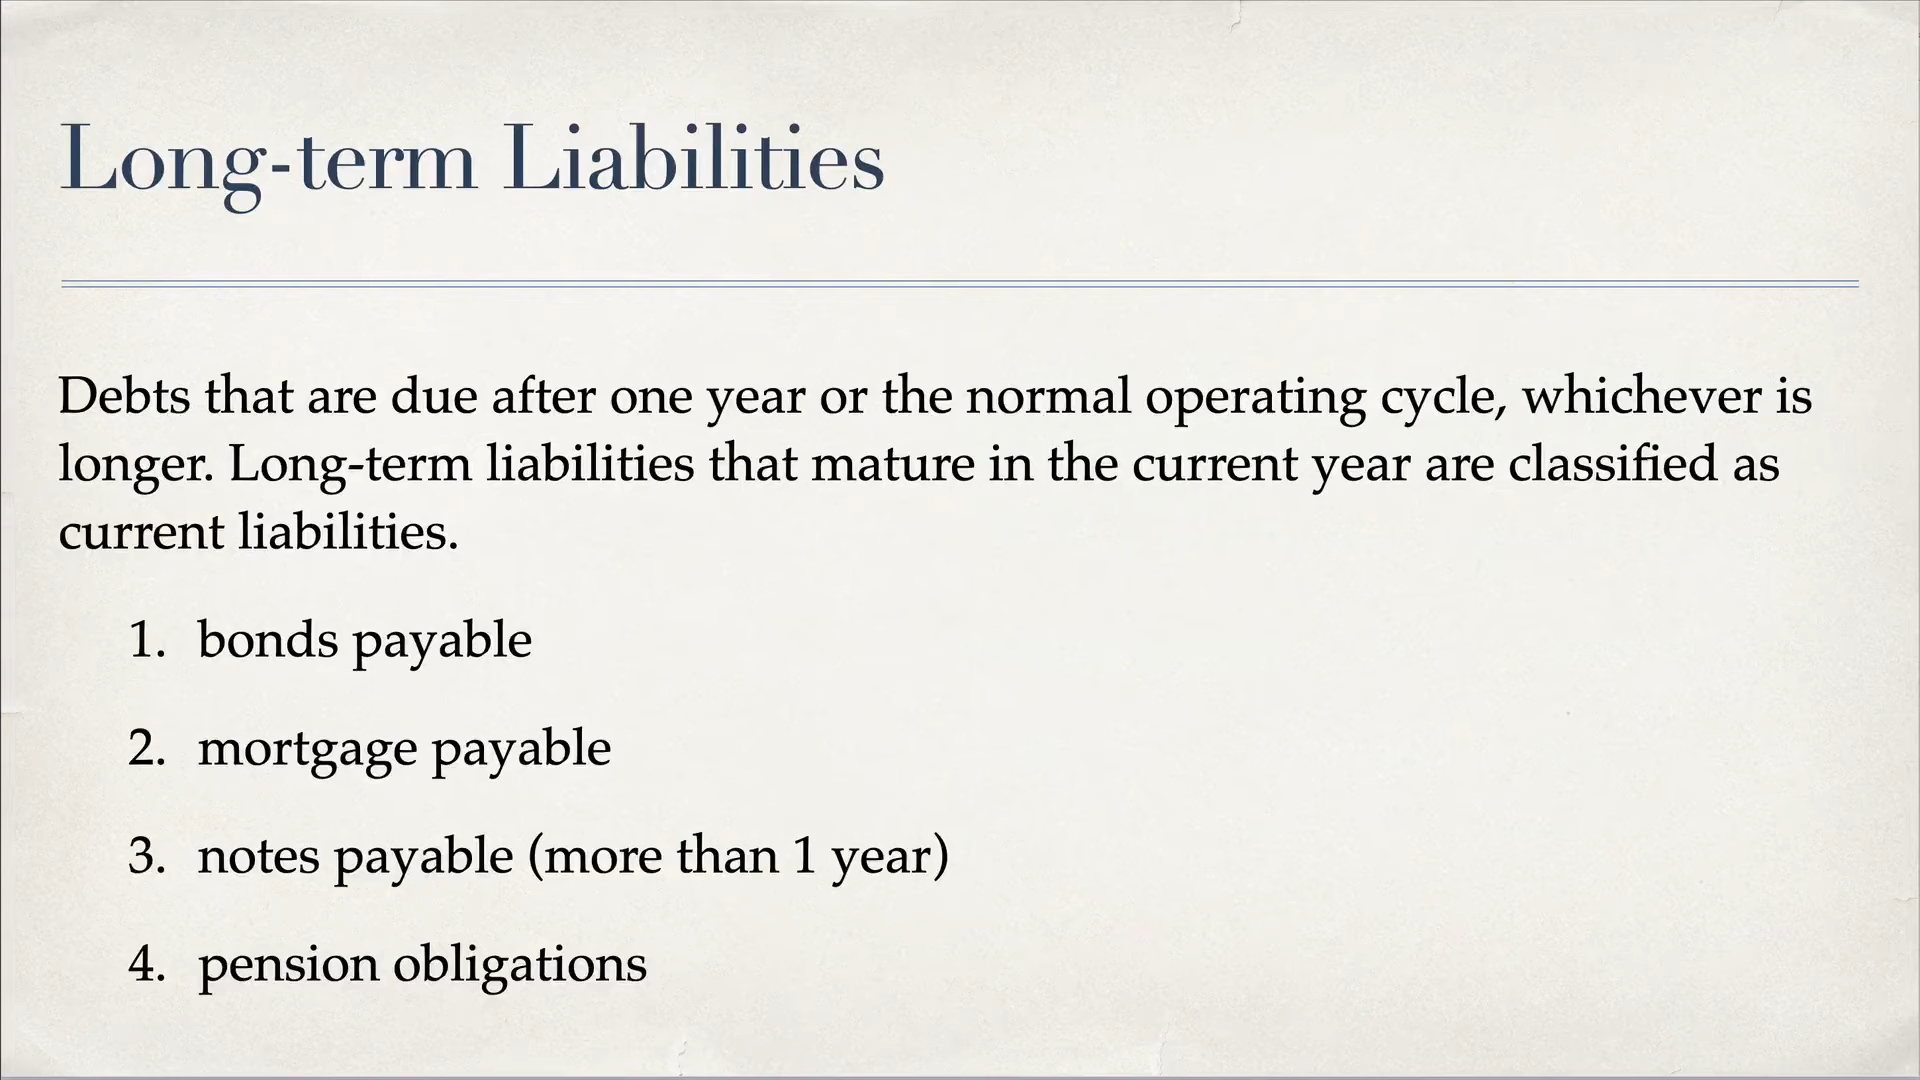 Long-term Liabilities
Debts that are due after one year or the normal operating cycle, whichever is
longer. Long-term liabilities that mature in the current year are classified as
current liabilities.
1. bonds payable
2. mortgage payable
3. notes payable (more than 1 year)
4. pension obligations